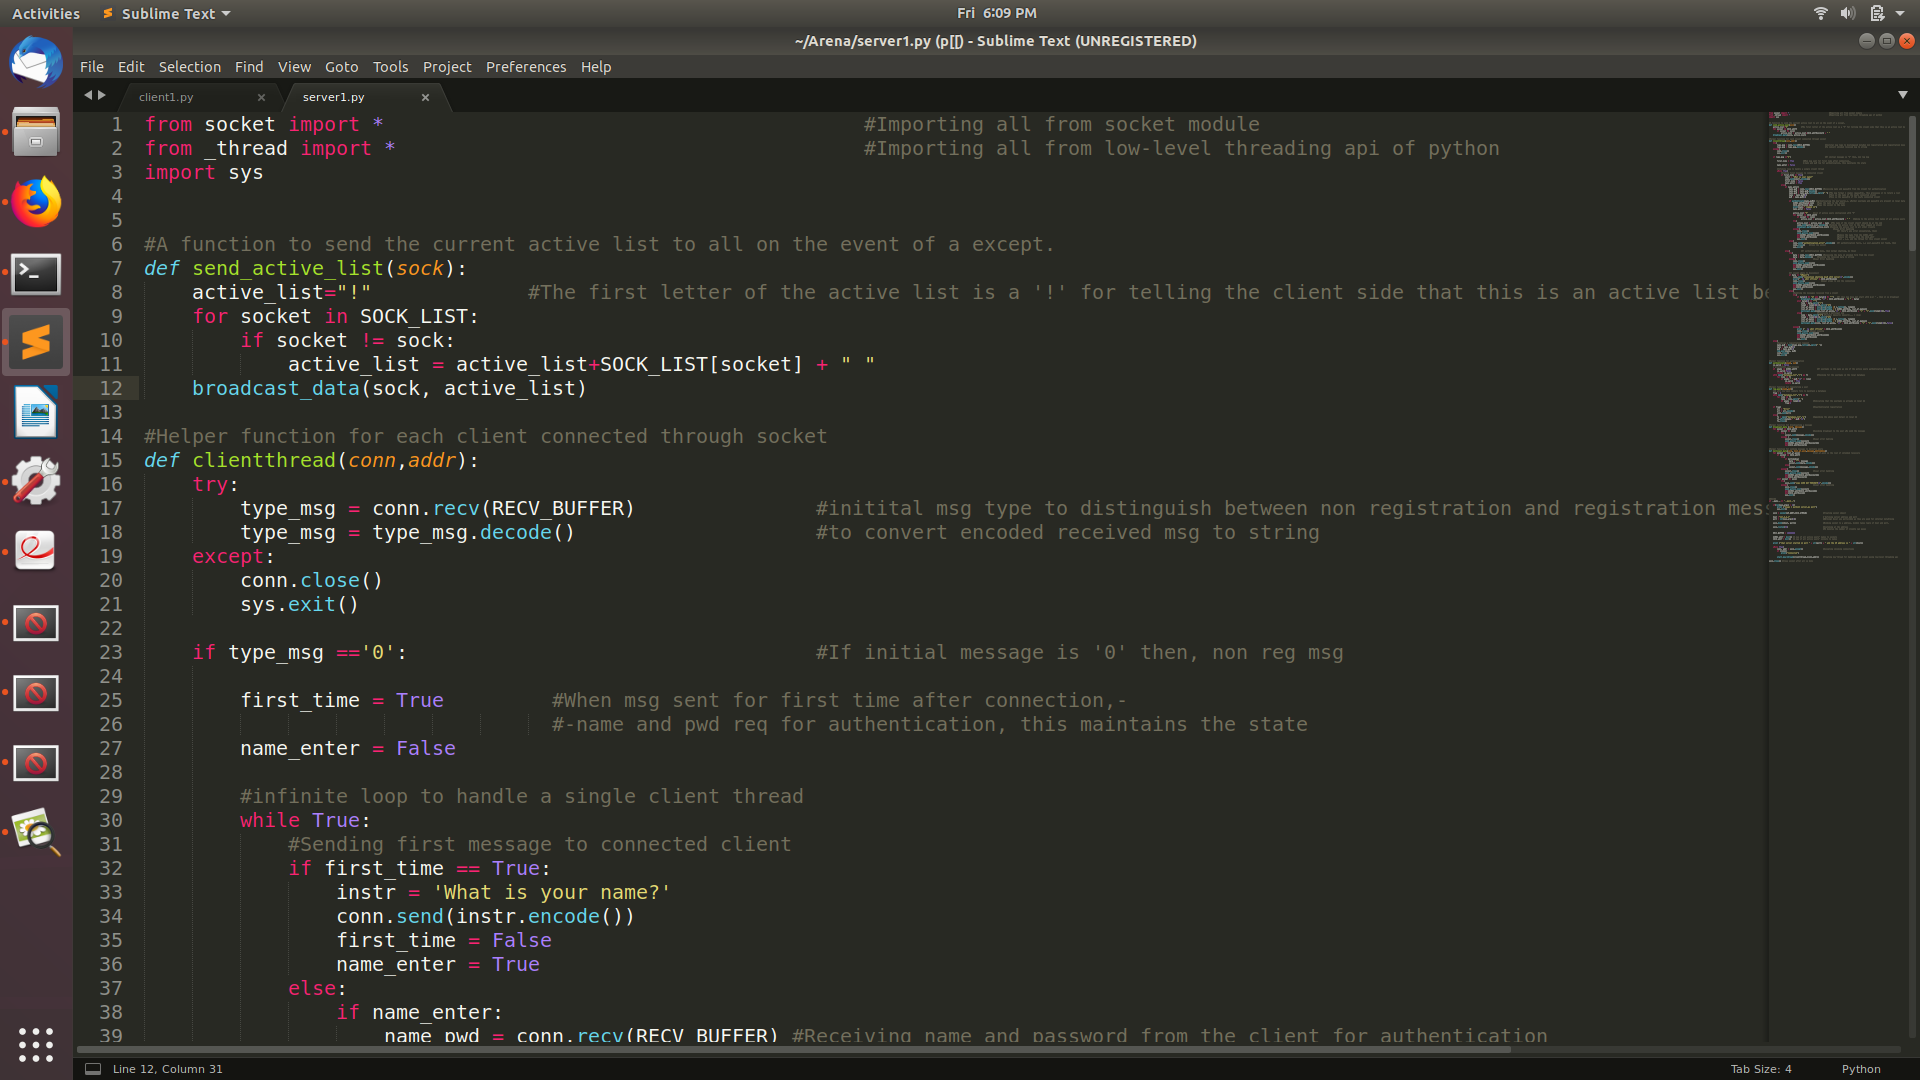 Activities Sublime Text Fri 6:09 PM
~/Arena/server1.py (p[[) - Sublime Text (UNREGISTERED)
File Edit Selection Find View Goto Tools Project Preferences Help
client1.py × server1.py ×
1 from socket import * #Importing all from socket module
2 from _thread import * #Importing all from low-level threading api of python
3 import sys
4
5
6 #A function to send the current active list to all on the event of a except.
7 def send_active_list(sock):
8 active_list="!" #The first letter of the active list is a '!' for telling the client side that this is an active list be
9 for socket in SOCK_LIST:
10 if socket != sock:
11 active_list = active_list+SOCK_LIST[socket] + " "
12 broadcast_data(sock, active_list)
13
14 #Helper function for each client connected through socket
15 def clientthread(conn,addr):
16 try:
17 type_msg = conn.recv(RECV_BUFFER) #initital msg type to distinguish between non registration and registration mes
18 type_msg = type_msg.decode() #to convert encoded received msg to string
19 except:
20 conn.close()
21 sys.exit()
22
23 if type_msg =='0': #If initial message is '0' then, non reg msg
24
25 first_time = True #When msg sent for first time after connection,-
26 #-name and pwd req for authentication, this maintains the state
27 name_enter = False
28
29 #infinite loop to handle a single client thread
30 while True:
31 #Sending first message to connected client
32 if first_time == True:
33 instr = 'What is your name?'
34 conn.send(instr.encode())
35 first_time = False
36 name_enter = True
37 else:
38 if name_enter:
39 name_pwd = conn.recv(RECV_BUFFER) #Receiving name and password from the client for authentication
Line 12, Column 31 Tab Size: 4 Python